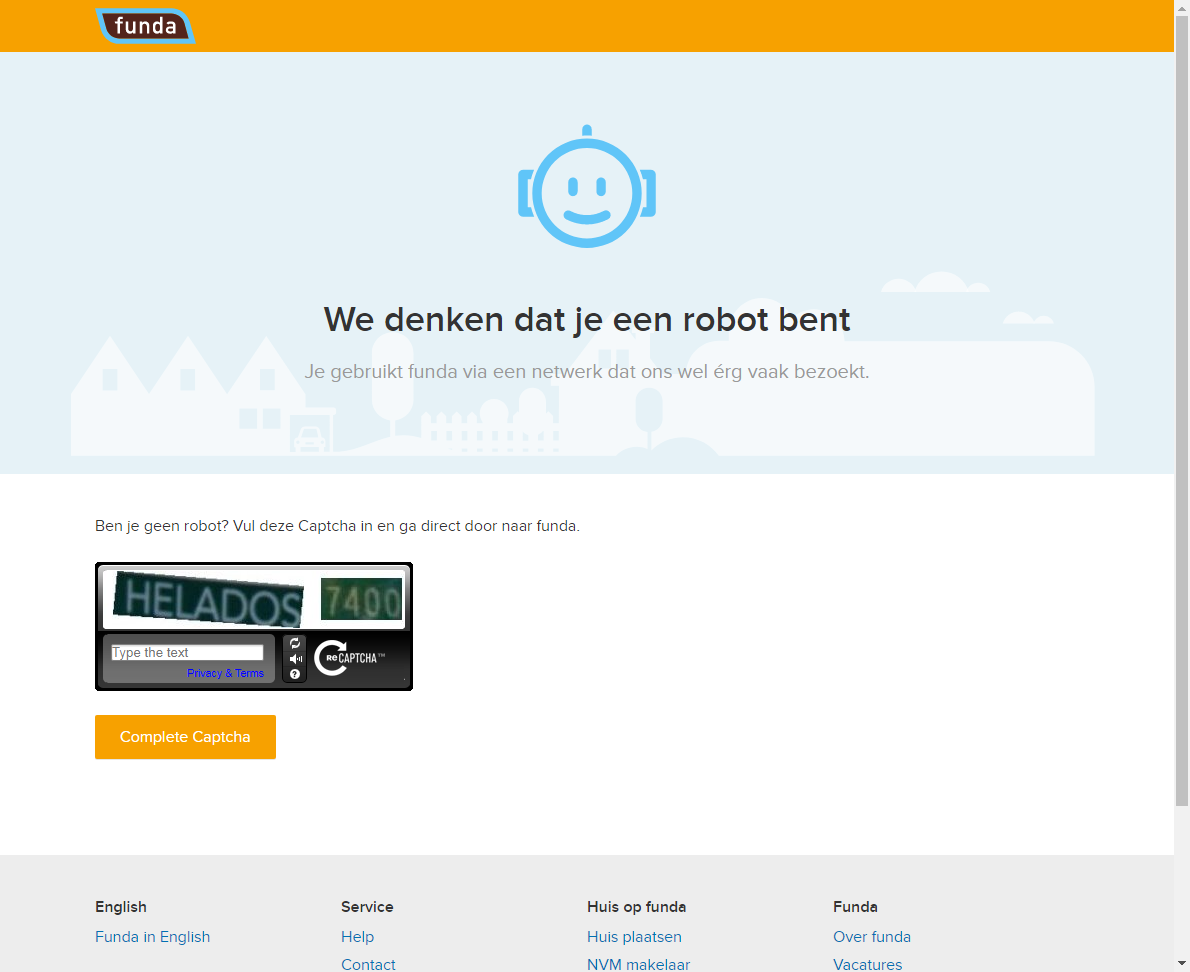 funda
We denken dat je een robot bent
Je gebruikt funda via een netwerk dat ons wel érg vaak bezoekt.
Ben je geen robot? Vul deze Captcha in en ga direct door naar funda.
HELADOS 7400
Type the text
Privacy & Terms
ReCAPTCHA™
Complete Captcha
English Service Huis op funda Funda
Funda in English Help Huis plaatsen Over funda
Contact NVM makelaar Vacatures